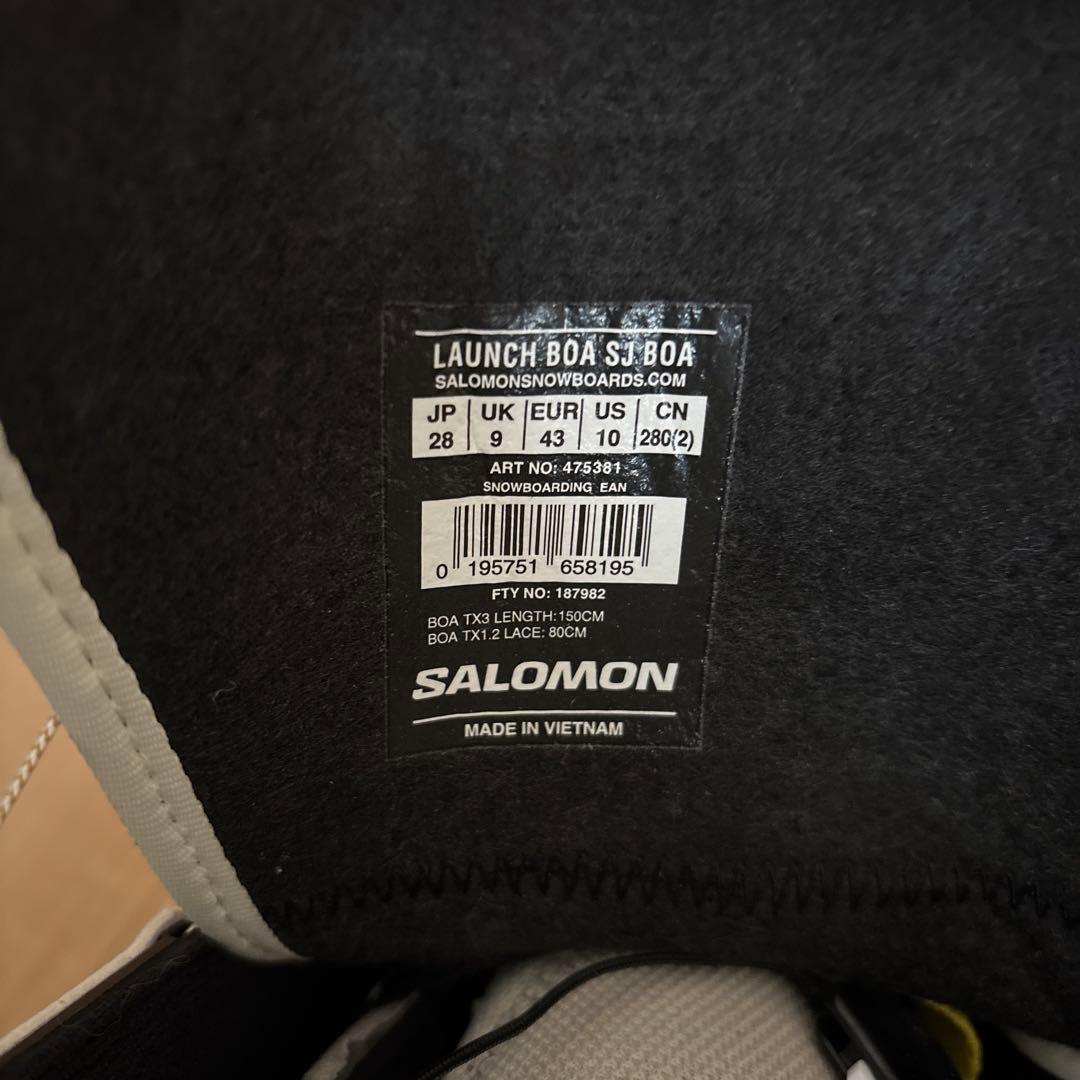 LAUNCH BOA SJ BOA
SALOMONSNOWBOARDS.COM
JP UK EUR US CN
28 9 43 10 280(2)
ART NO: 475381
SNOWBOARDING EAN
0 195751 658195
FTY NO: 187982
BOA TX3 LENGTH:150CM
BOA TX1.2 LACE: 80CM
SALOMON
MADE IN VIETNAM